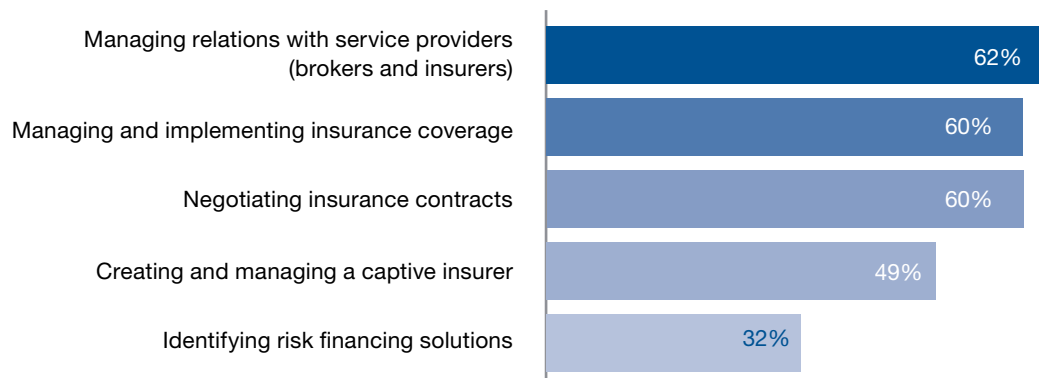 Managing relations with service providers
(brokers and insurers)
62%
Managing and implementing insurance coverage
60%
Negotiating insurance contracts
60%
Creating and managing a captive insurer
49%
Identifying risk financing solutions
32%